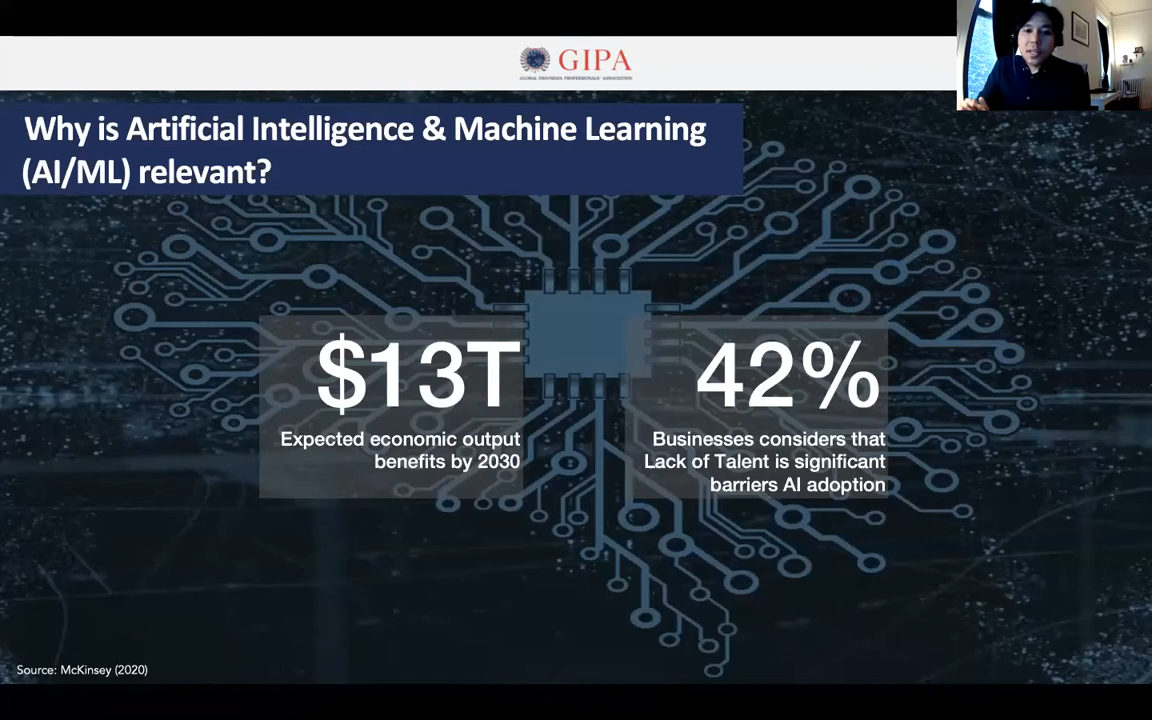 GIPA
GLOBAL INDONESIA PROFESSIONALS' ASSOCIATION
Why is Artificial Intelligence & Machine Learning
(AI/ML) relevant?
$13T
Expected economic output
benefits by 2030
42%
Businesses considers that
Lack of Talent is significant
barriers AI adoption
Source: McKinsey (2020)